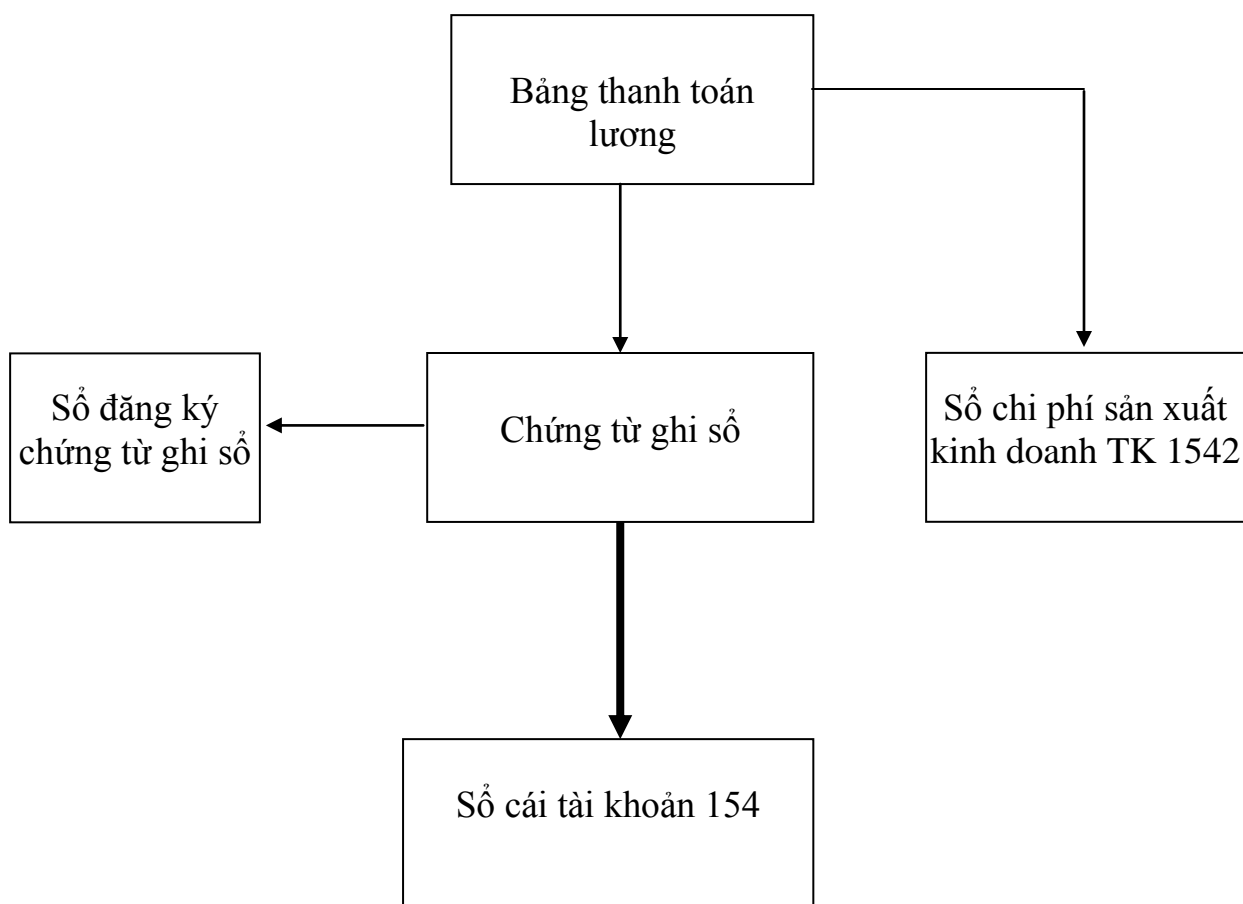 Bảng thanh toán
lương
Sổ đăng ký
chứng từ ghi sổ
Chứng từ ghi sổ
Sổ chi phí sản xuất
kinh doanh TK 1542
Sổ cái tài khoản 154